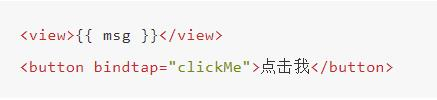 <view>{{ msg }}</view>
<button bindtap="clickMe">点击我</button>